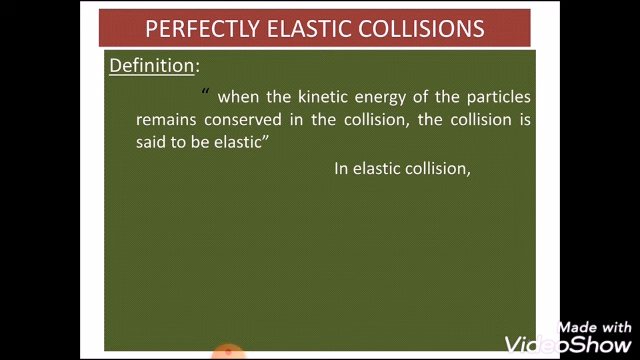 PERFECTLY ELASTIC COLLISIONS
Definition:
“ when the kinetic energy of the particles
remains conserved in the collision, the collision is
said to be elastic”
In elastic collision,
Made with
VideoShow